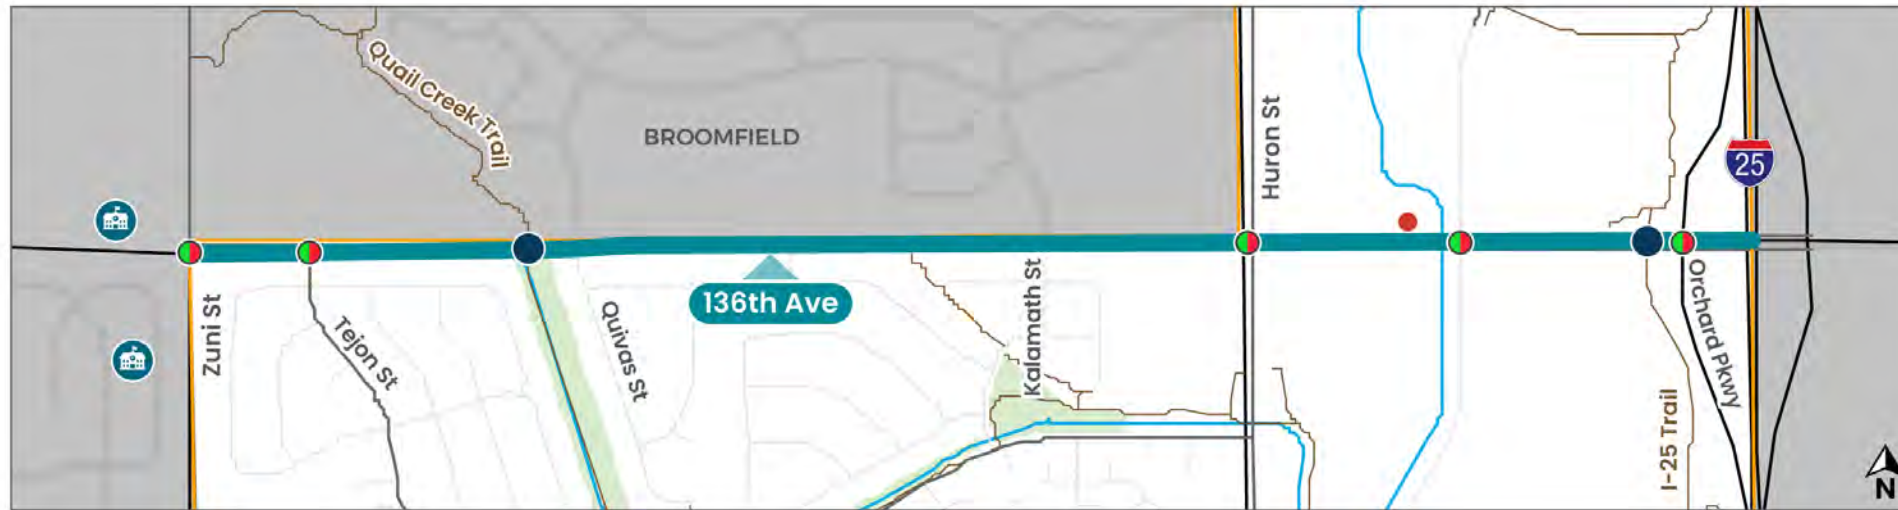 Quail Creek Trail
BROOMFIELD
Huron St
25
136th Ave
Zuni St
Tejon St
Quivas St
Kalamath St
Orchard Pkwy
I-25 Trail
N